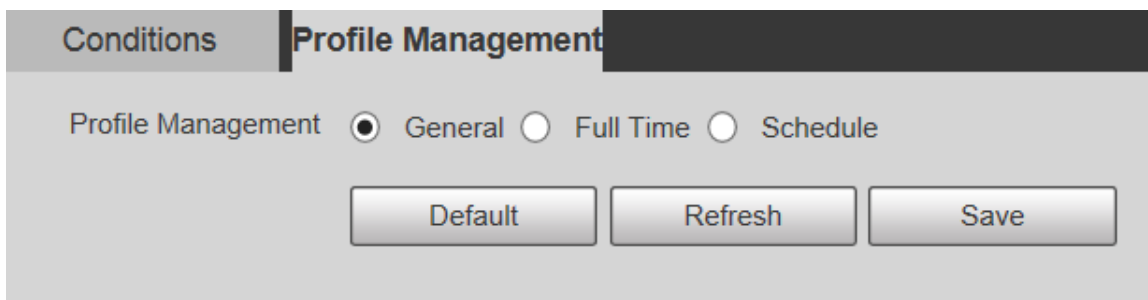 Conditions Profile Management
Profile Management General Full Time Schedule
Default Refresh Save